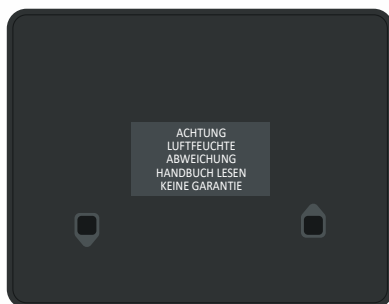 ACHTUNG
LUFTFEUCHTE
ABWEICHUNG
HANDBUCH LESEN
KEINE GARANTIE